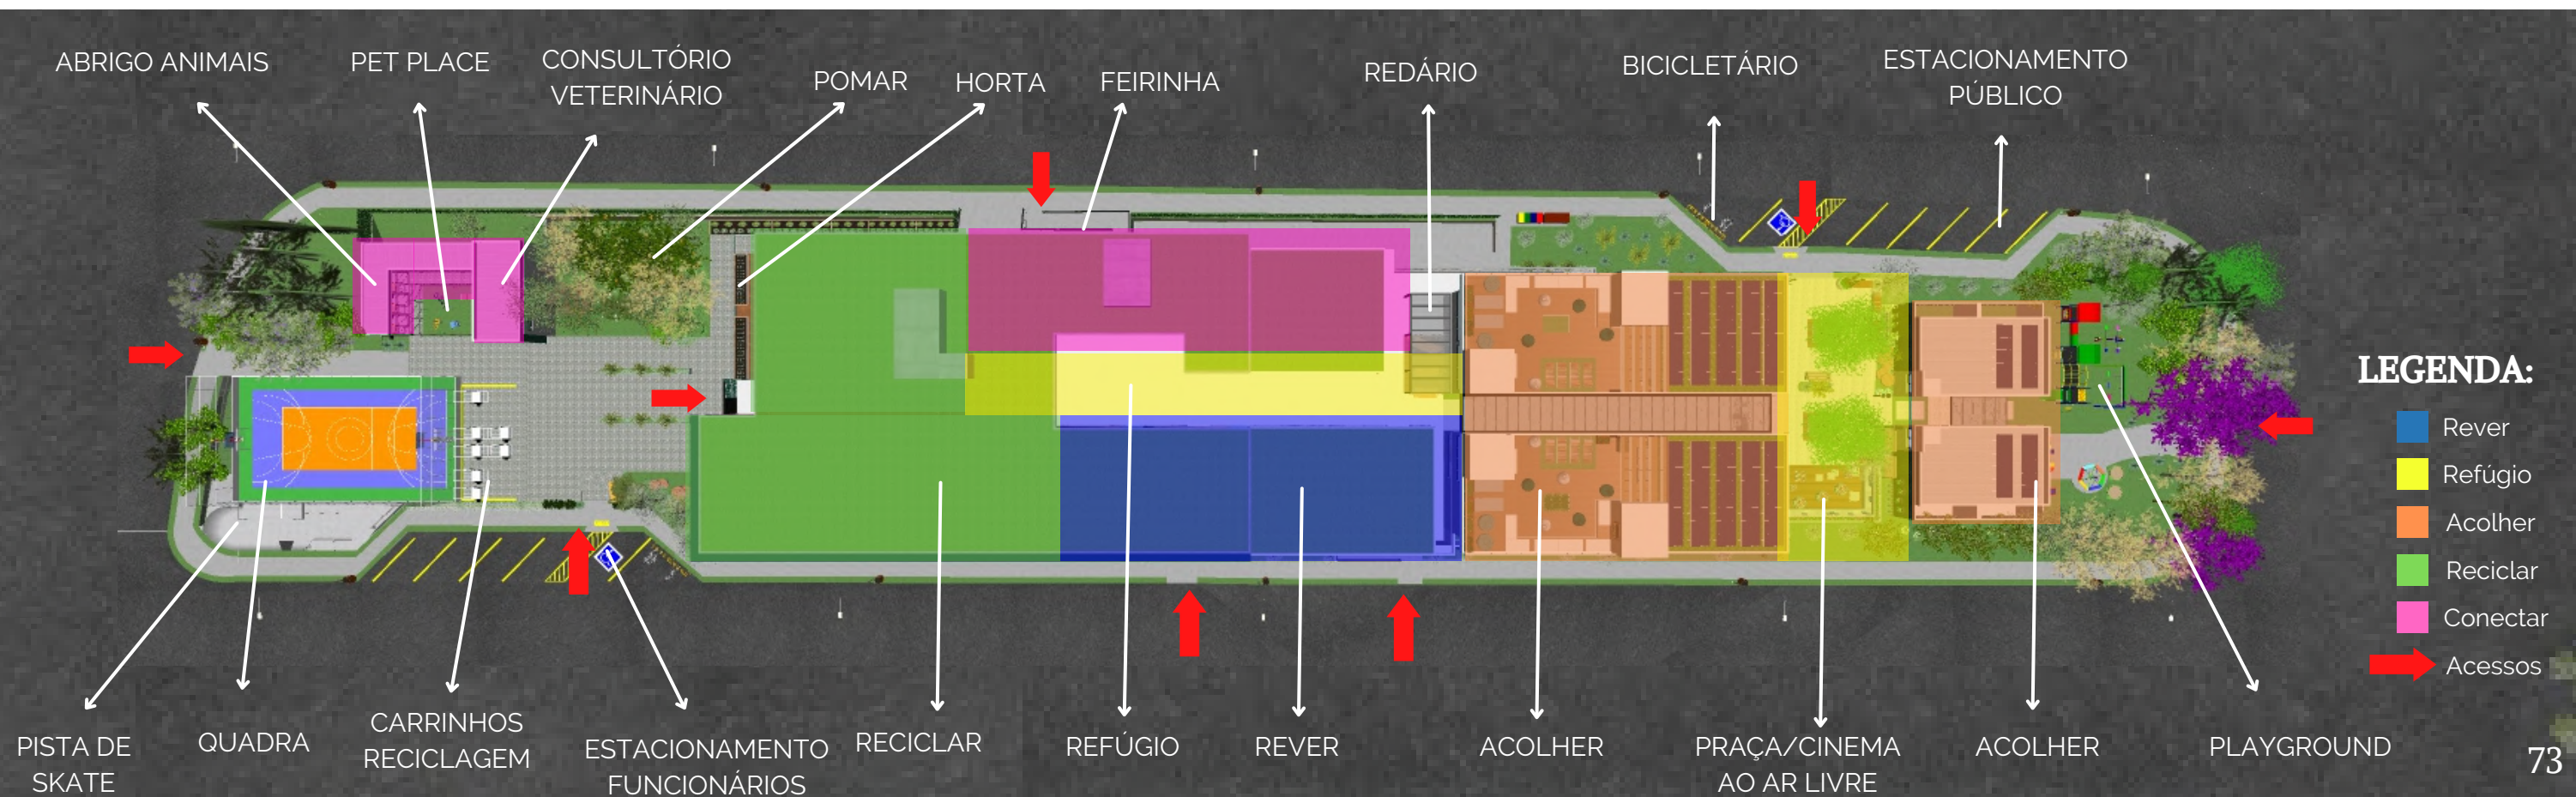 ABRIGO ANIMAIS
PET PLACE
CONSULTÓRIO
VETERINÁRIO
POMAR
HORTA
FEIRINHA
REDÁRIO
BICICLETÁRIO
ESTACIONAMENTO
PÚBLICO
LEGENDA:
Rever
Refúgio
Acolher
Reciclar
Conectar
Acessos
PISTA DE
SKATE
QUADRA
CARRINHOS
RECICLAGEM
ESTACIONAMENTO
FUNCIONÁRIOS
RECICLAR
REFÚGIO
REVER
ACOLHER
PRAÇA/CINEMA
AO AR LIVRE
ACOLHER
PLAYGROUND
73